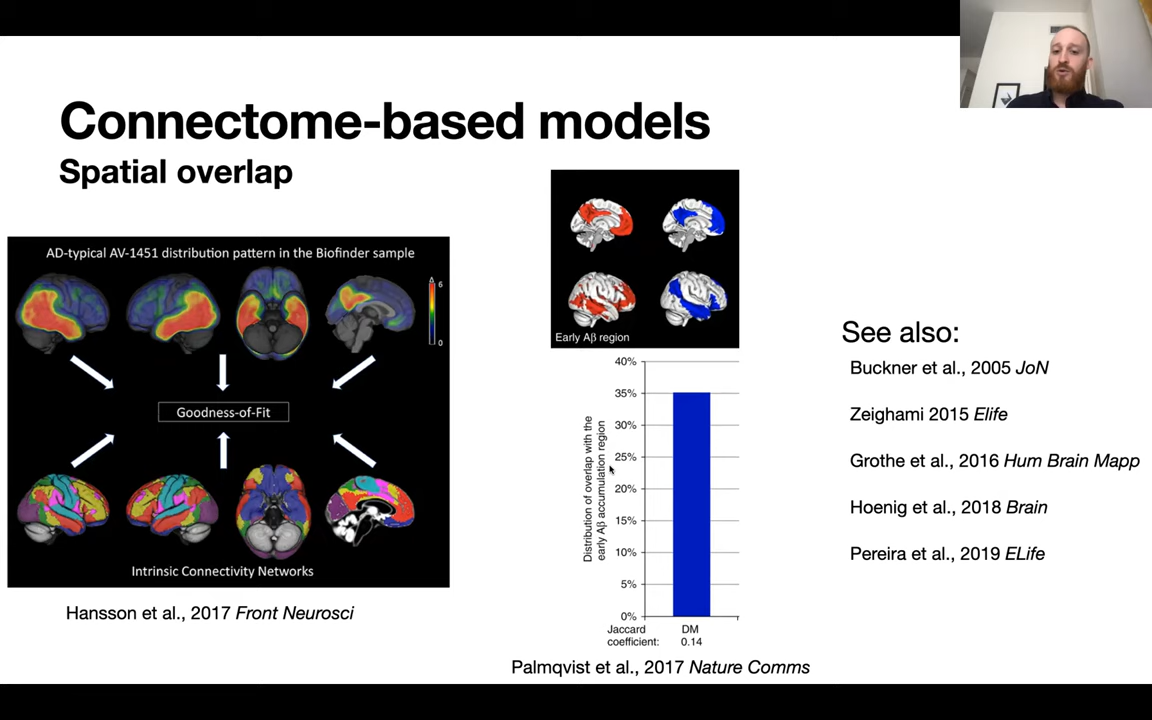 Connectome-based models
Spatial overlap
AD-typical AV-1451 distribution pattern in the Biofinder sample
Δ
6
0
Goodness-of-Fit
Intrinsic Connectivity Networks
Hansson et al., 2017 Front Neurosci
Early Aβ region
Distribution of overlap with the
early Aβ accumulation region
40%
35%
30%
25%
20%
15%
10%
5%
0%
Jaccard DM
coefficient: 0.14
Palmqvist et al., 2017 Nature Comms
See also:
Buckner et al., 2005 JoN
Zeighami 2015 Elife
Grothe et al., 2016 Hum Brain Mapp
Hoenig et al., 2018 Brain
Pereira et al., 2019 ELife